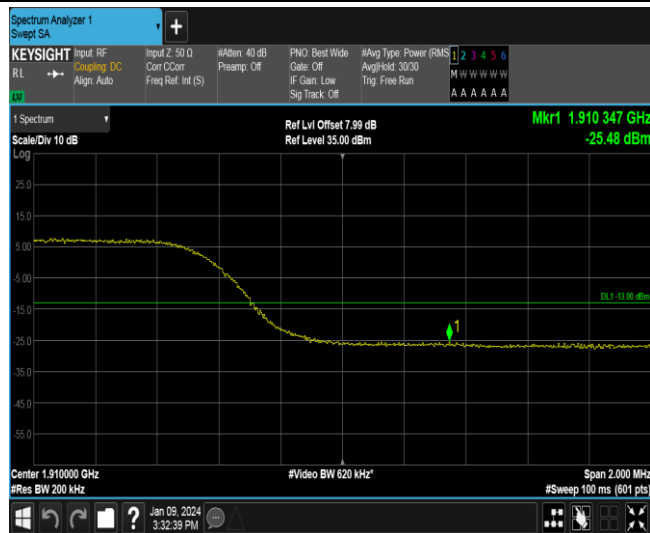 Spectrum Analyzer 1
Swept SA
+
KEYSIGHT
RL
Input: RF
Coupling: DC
Align: Auto
Input Z: 50 Ω
Corr CCorr
Freq Ref: Int (S)
#Atten: 40 dB
Preamp: Off
PNO: Best Wide
Gate: Off
IF Gain: Low
Sig Track: Off
#Avg Type: Power (RMS
Avg|Hold: 30/30
Trig: Free Run
1 2 3 4 5 6
M W W W W W
A A A A A A
LV
1 Spectrum
Scale/Div 10 dB
Log
Ref Lvl Offset 7.99 dB
Ref Level 35.00 dBm
Mkr1 1.910 347 GHz
-25.48 dBm
25.0
15.0
5.00
-5.00
-15.0
-25.0
-35.0
-45.0
-55.0
DL1 -13.00 dBm
1
Center 1.910000 GHz
#Res BW 200 kHz
#Video BW 620 kHz*
Span 2.000 MHz
#Sweep 100 ms (601 pts)
?
Jan 09, 2024
3:32:39 PM